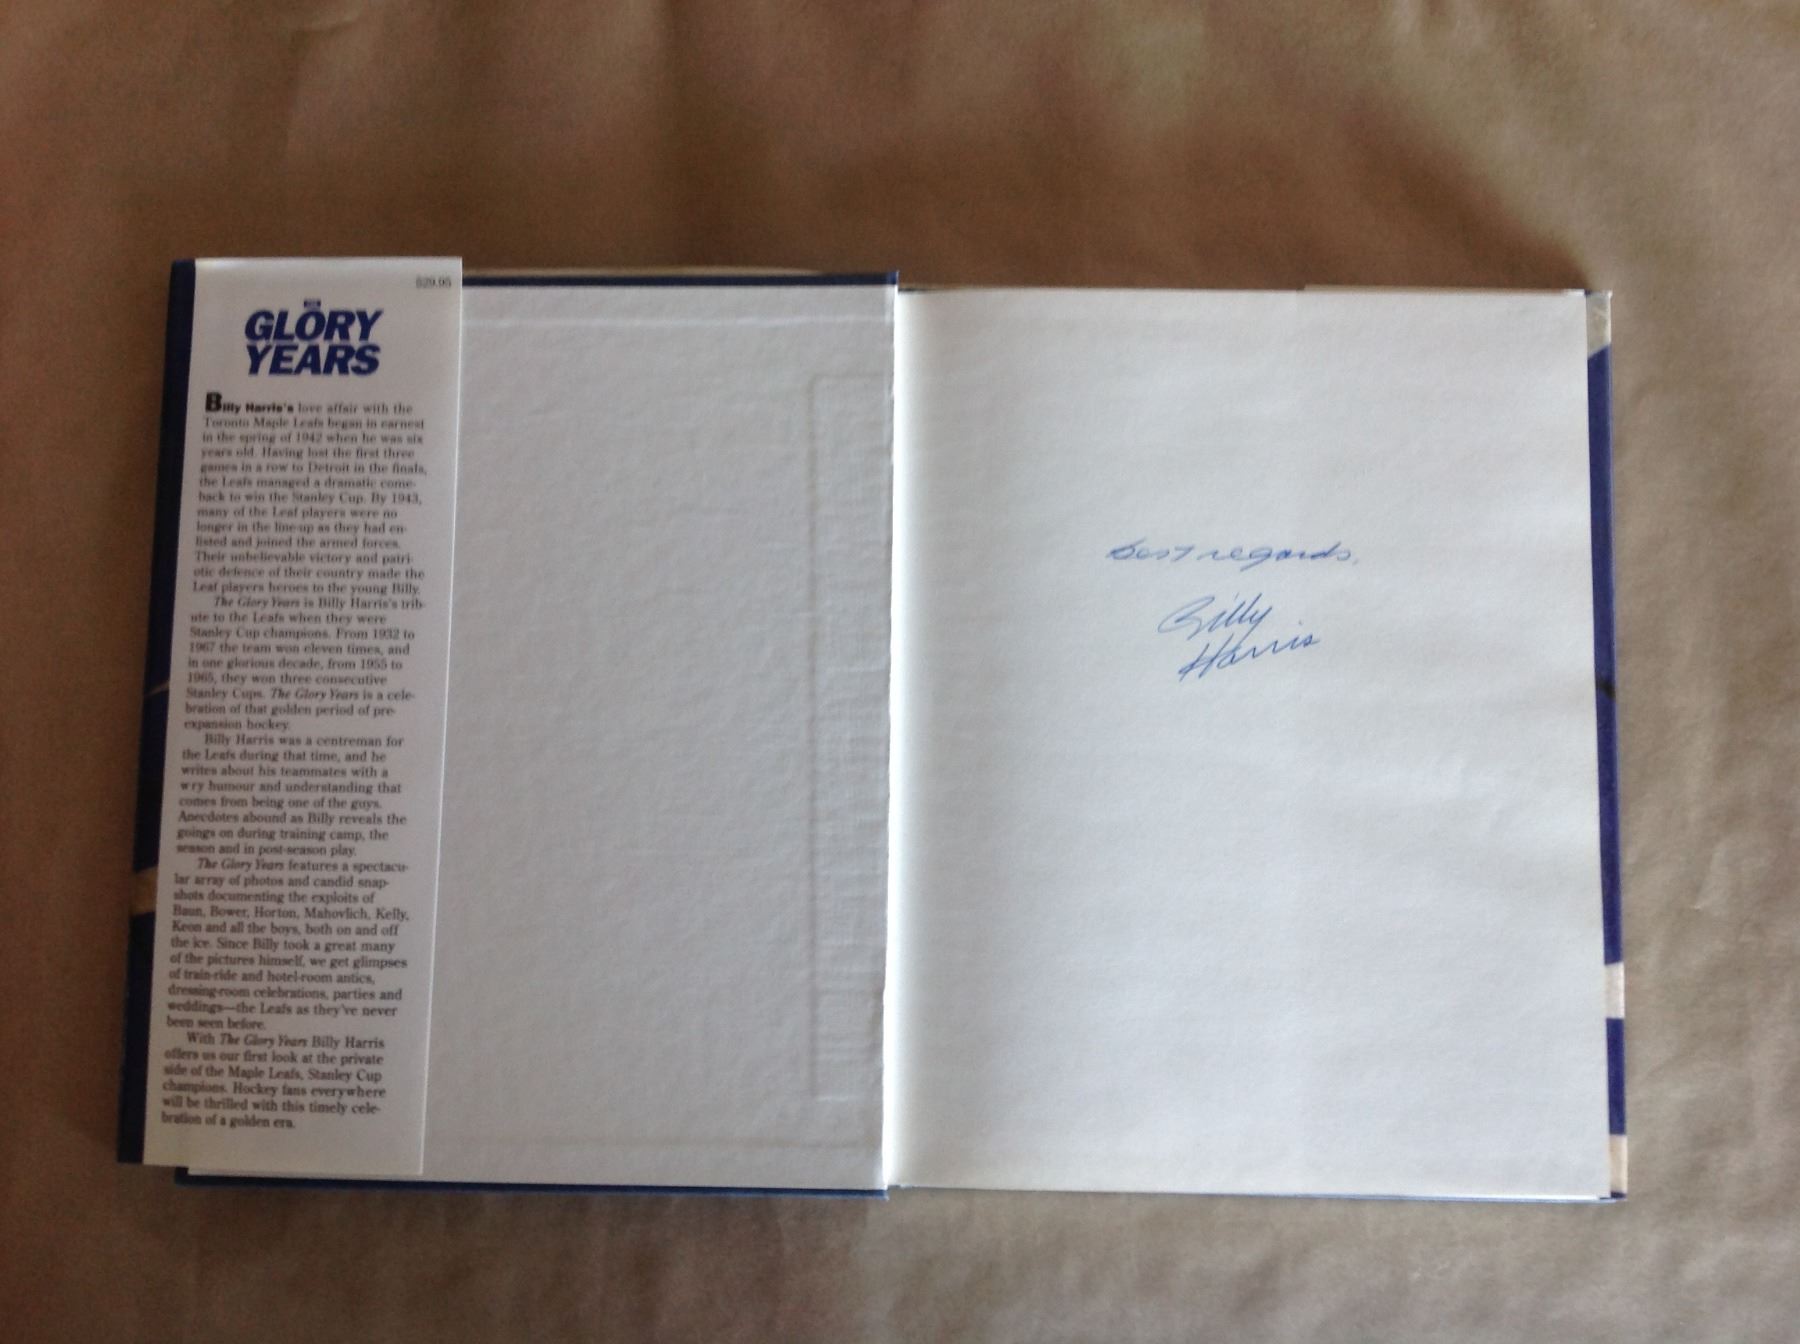 $29.95
THE
GLORY
YEARS
Billy Harris's love affair with the
Toronto Maple Leafs began in earnest
in the spring of 1942 when he was six
years old. Having lost the first three
games in a row to Detroit in the finals,
the Leafs managed a dramatic come-
back to win the Stanley Cup. By 1943,
many of the Leaf players were no
longer in the line-up as they had en-
listed and joined the armed forces.
Their unbelievable victory and patri-
otic defence of their country made the
Leaf players heroes to the young Billy.
The Glory Years is Billy Harris's trib-
ute to the Leafs when they were
Stanley Cup champions. From 1932 to
1967 the team won eleven times, and
in one glorious decade, from 1955 to
1965, they won three consecutive
Stanley Cups. The Glory Years is a cele-
bration of that golden period of pre-
expansion hockey.
Billy Harris was a centreman for
the Leafs during that time, and he
writes about his teammates with a
wry humour and understanding that
comes from being one of the guys.
Anecdotes abound as Billy reveals the
goings on during training camp, the
season and in post-season play.
The Glory Years features a spectacu-
lar array of photos and candid snap-
shots documenting the exploits of
Baun, Bower, Horton, Mahovlich, Kelly,
Keon and all the boys, both on and off
the ice. Since Billy took a great many
of the pictures himself, we get glimpses
of train-ride and hotel-room antics,
dressing-room celebrations, parties and
weddings—the Leafs as they've never
been seen before.
With The Glory Years Billy Harris
offers us our first look at the private
side of the Maple Leafs, Stanley Cup
champions. Hockey fans everywhere
will be thrilled with this timely cele-
bration of a golden era.
best regards,
Billy
Harris